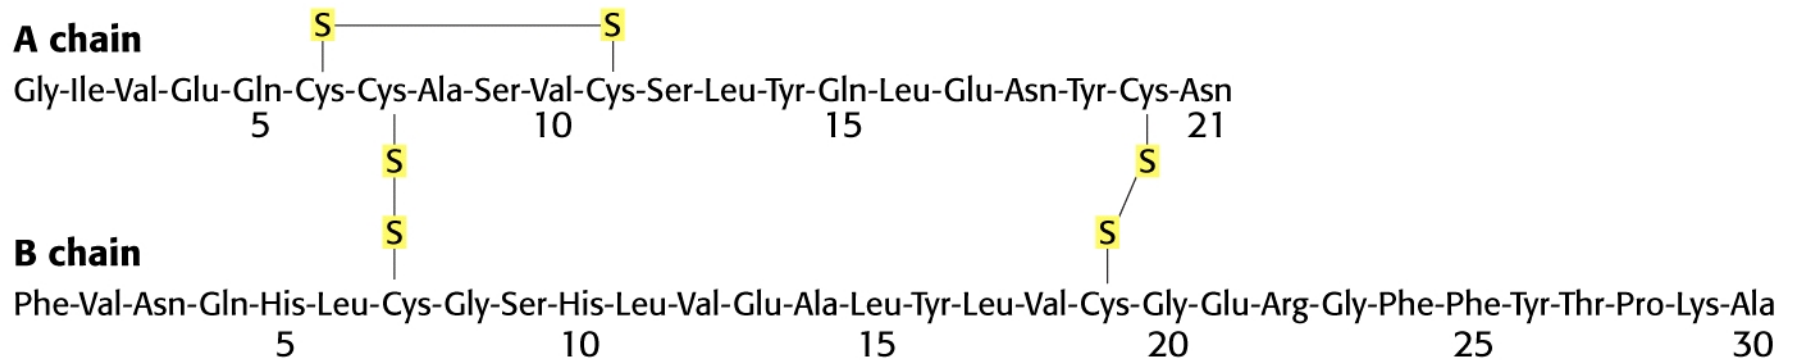 S S
A chain
Gly-Ile-Val-Glu-Gln-Cys-Cys-Ala-Ser-Val-Cys-Ser-Leu-Tyr-Gln-Leu-Glu-Asn-Tyr-Cys-Asn
5 10 15 21
S S
S S
B chain
Phe-Val-Asn-Gln-His-Leu-Cys-Gly-Ser-His-Leu-Val-Glu-Ala-Leu-Tyr-Leu-Val-Cys-Gly-Glu-Arg-Gly-Phe-Phe-Tyr-Thr-Pro-Lys-Ala
5 10 15 20 25 30